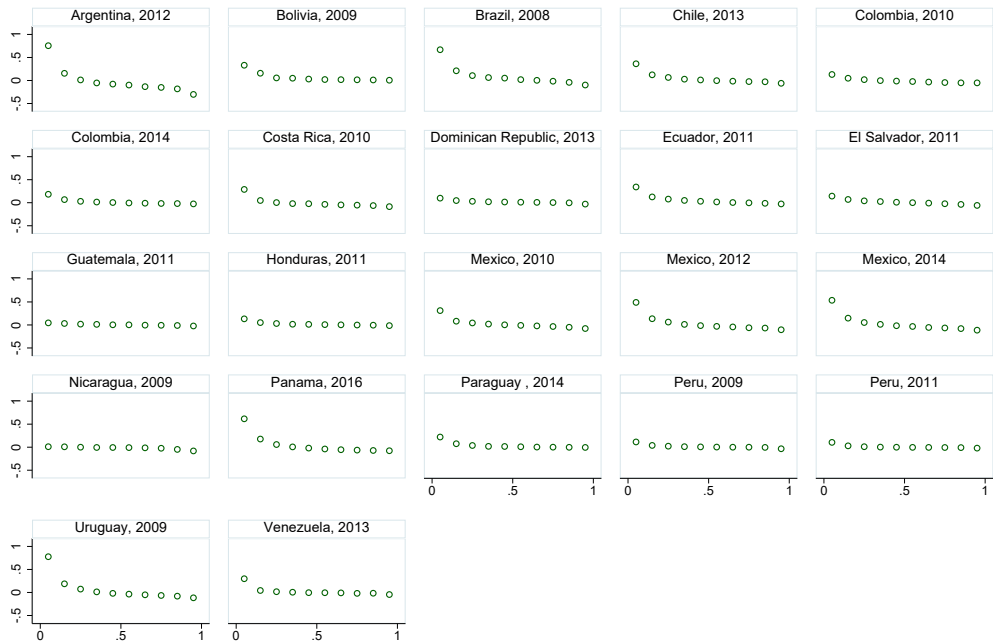 Argentina, 2012 Bolivia, 2009 Brazil, 2008 Chile, 2013 Colombia, 2010
1
.5
0
-.5
Colombia, 2014 Costa Rica, 2010 Dominican Republic, 2013 Ecuador, 2011 El Salvador, 2011
1
.5
0
-.5
Guatemala, 2011 Honduras, 2011 Mexico, 2010 Mexico, 2012 Mexico, 2014
1
.5
0
-.5
Nicaragua, 2009 Panama, 2016 Paraguay , 2014 Peru, 2009 Peru, 2011
1
.5
0
-.5
0 .5 1 0 .5 1 0 .5 1
Uruguay, 2009 Venezuela, 2013
1
.5
0
-.5
0 .5 1 0 .5 1